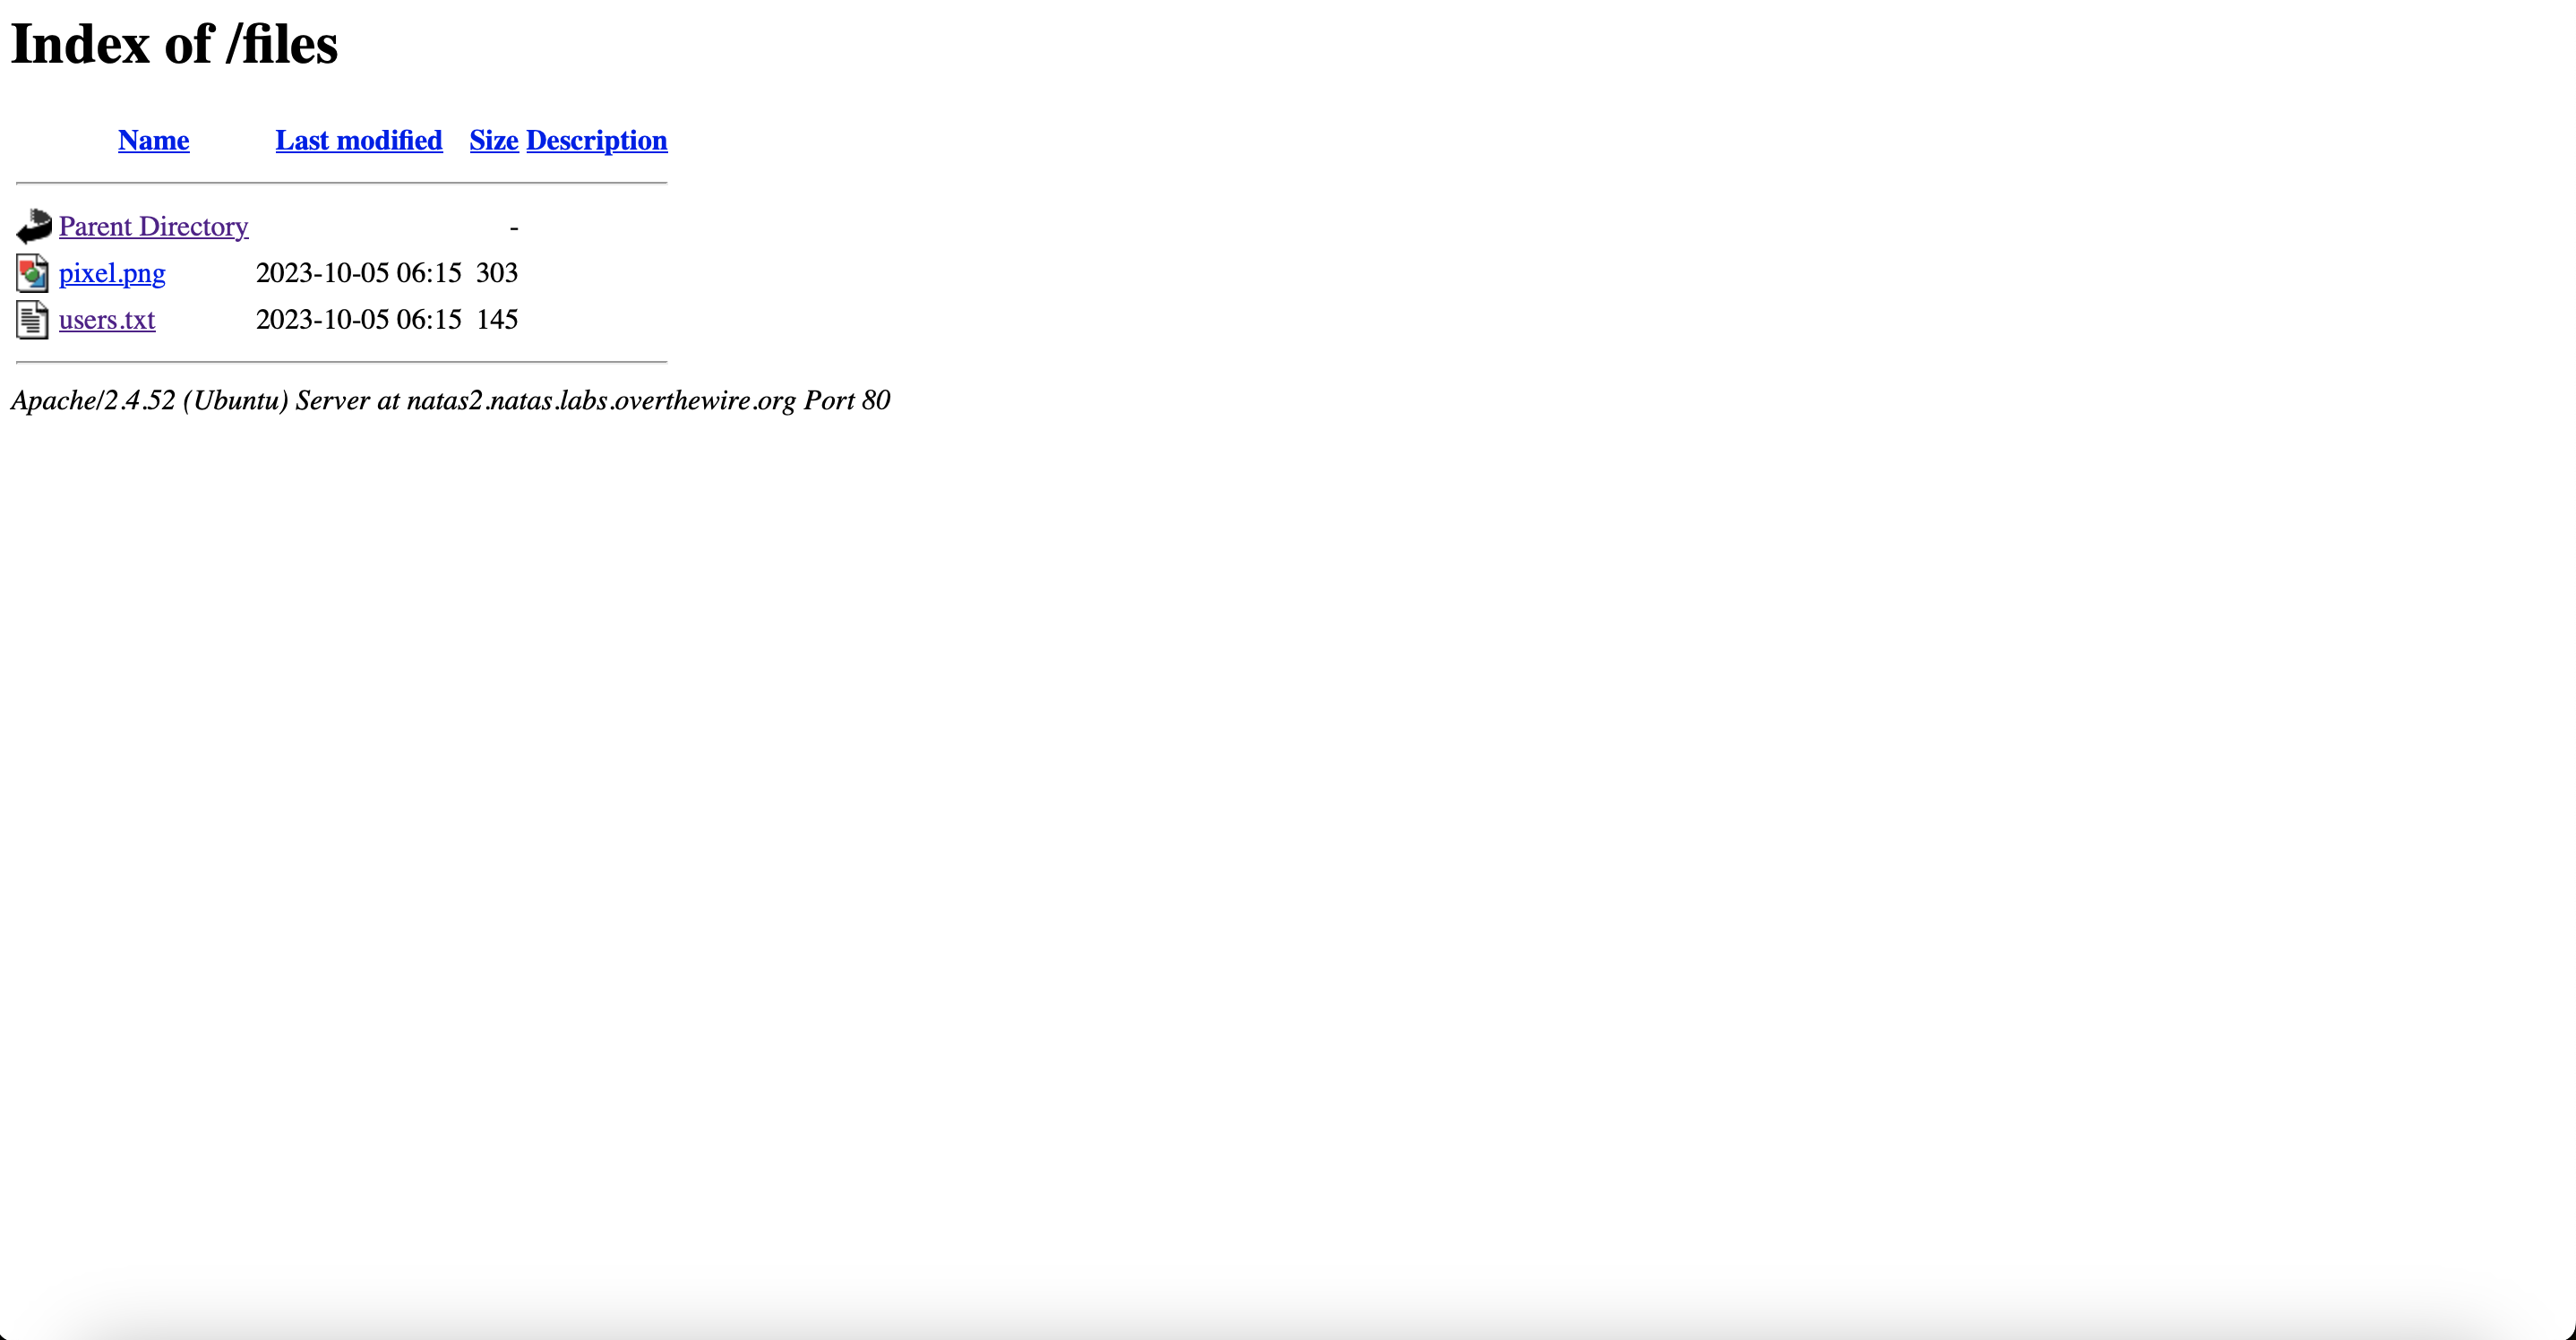 Index of /files
Name Last modified Size Description
Parent Directory -
pixel.png 2023-10-05 06:15 303
users.txt 2023-10-05 06:15 145
Apache/2.4.52 (Ubuntu) Server at natas2.natas.labs.overthewire.org Port 80